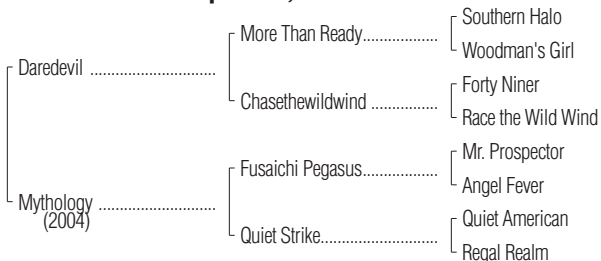 Southern Halo
More Than Ready..................
Woodman's Girl
Daredevil ..............................
Forty Niner
Chasethewildwind ................
Race the Wild Wind
Mr. Prospector
Fusaichi Pegasus..................
Angel Fever
Mythology ............................
(2004)
Quiet American
Quiet Strike............................
Regal Realm